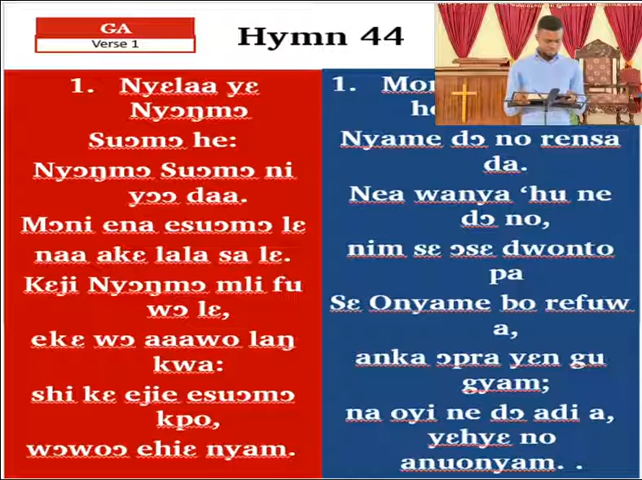 GA
Verse 1
Hymn 44
1. Nyɛlaa yɛ
Nyɔŋmɔ
Suɔmɔ he:
Nyɔŋmɔ Suɔmɔ ni
yɔɔ daa.
Mɔni ena esuɔmɔ lɛ
naa akɛ lala sa lɛ.
Kɛji Nyɔŋmɔ mli fu
wɔ lɛ,
ekɛ wɔ aaawo laŋ
kwa:
shi kɛ ejie esuɔmɔ
kpo,
wɔwoɔ ehiɛ nyam.
1.
Nyame dɔ no rensa
da.
Nea wanya ‘hu ne
dɔ no,
nim sɛ ɔsɛ dwonto
pa
Sɛ Onyame bo refuw
a,
anka ɔpra yɛn gu
gyam;
na oyi ne dɔ adi a,
yɛhyɛ no
anuonyam. .